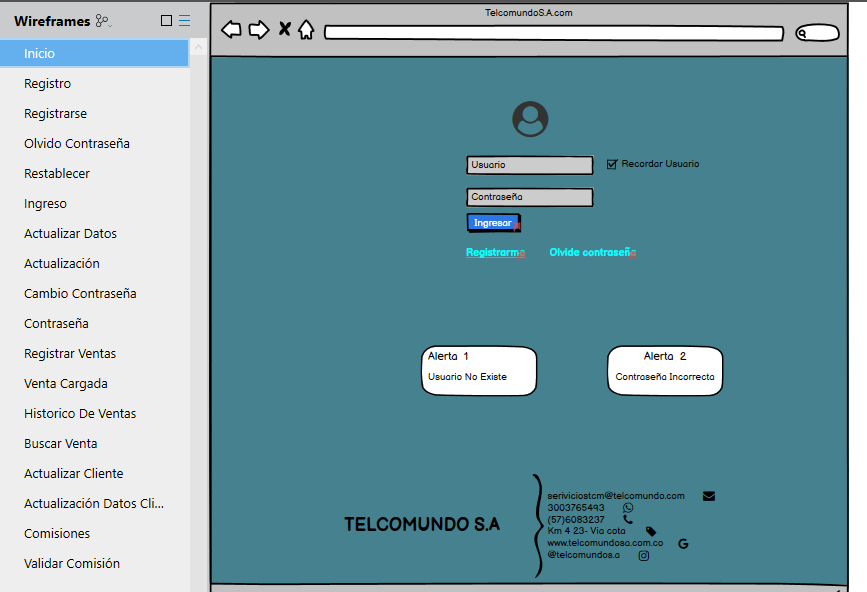 Wireframes
Inicio
Registro
Registrarse
Olvido Contraseña
Restablecer
Ingreso
Actualizar Datos
Actualización
Cambio Contraseña
Contraseña
Registrar Ventas
Venta Cargada
Historico De Ventas
Buscar Venta
Actualizar Cliente
Actualización Datos Cli...
Comisiones
Validar Comisión
TelcomundoS.A.com
Usuario
Recordar Usuario
Contraseña
Ingresar
Registrarme
Olvide contraseña
Alerta 1
Usuario No Existe
Alerta 2
Contraseña Incorrecta
TELCOMUNDO S.A
seriviciostcm@telcomundo.com
3003765493
(57)6083237
Km 4 23- Via cota
www.telcomundosa.com.co
@telcomundos.a